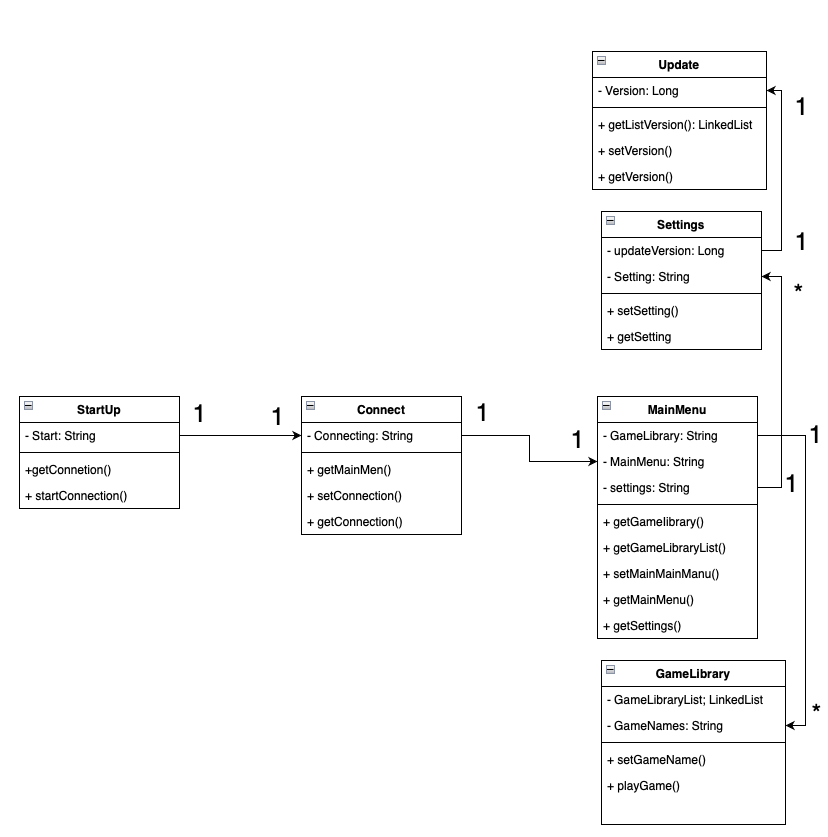 Update
- Version: Long
+ getListVersion(): LinkedList
+ setVersion()
+ getVersion()
1
1
Settings
- updateVersion: Long
- Setting: String
+ setSetting()
+ getSetting
*
StartUp
- Start: String
+getConnetion()
+ startConnection()
1
1
Connect
- Connecting: String
+ getMainMen()
+ setConnection()
+ getConnection()
1
1
MainMenu
- GameLibrary: String
- MainMenu: String
- settings: String
+ getGamelibrary()
+ getGameLibraryList()
+ setMainMainManu()
+ getMainMenu()
+ getSettings()
1
1
GameLibrary
- GameLibraryList; LinkedList
- GameNames: String
+ setGameName()
+ playGame()
*